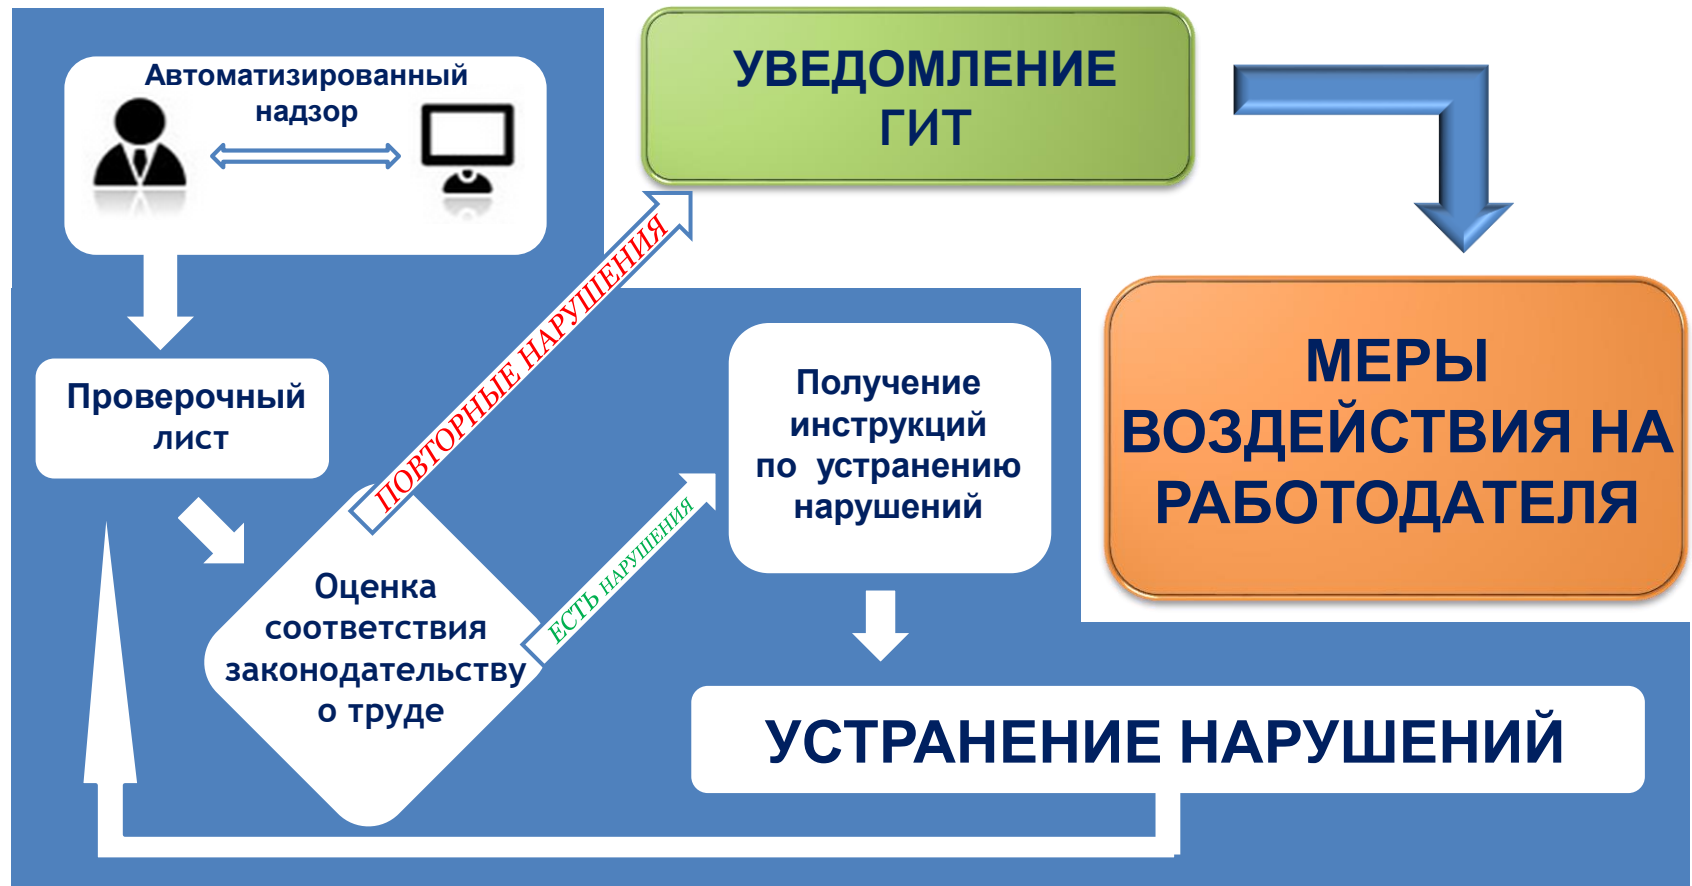 Автоматизированный
надзор
УВЕДОМЛЕНИЕ
ГИТ
Проверочный
лист
ПОВТОРНЫЕ НАРУШЕНИЯ
Получение
инструкций
по устранению
нарушений
МЕРЫ
ВОЗДЕЙСТВИЯ НА
РАБОТОДАТЕЛЯ
Оценка
соответствия
законодательству
о труде
ЕСТЬ НАРУШЕНИЯ
УСТРАНЕНИЕ НАРУШЕНИЙ